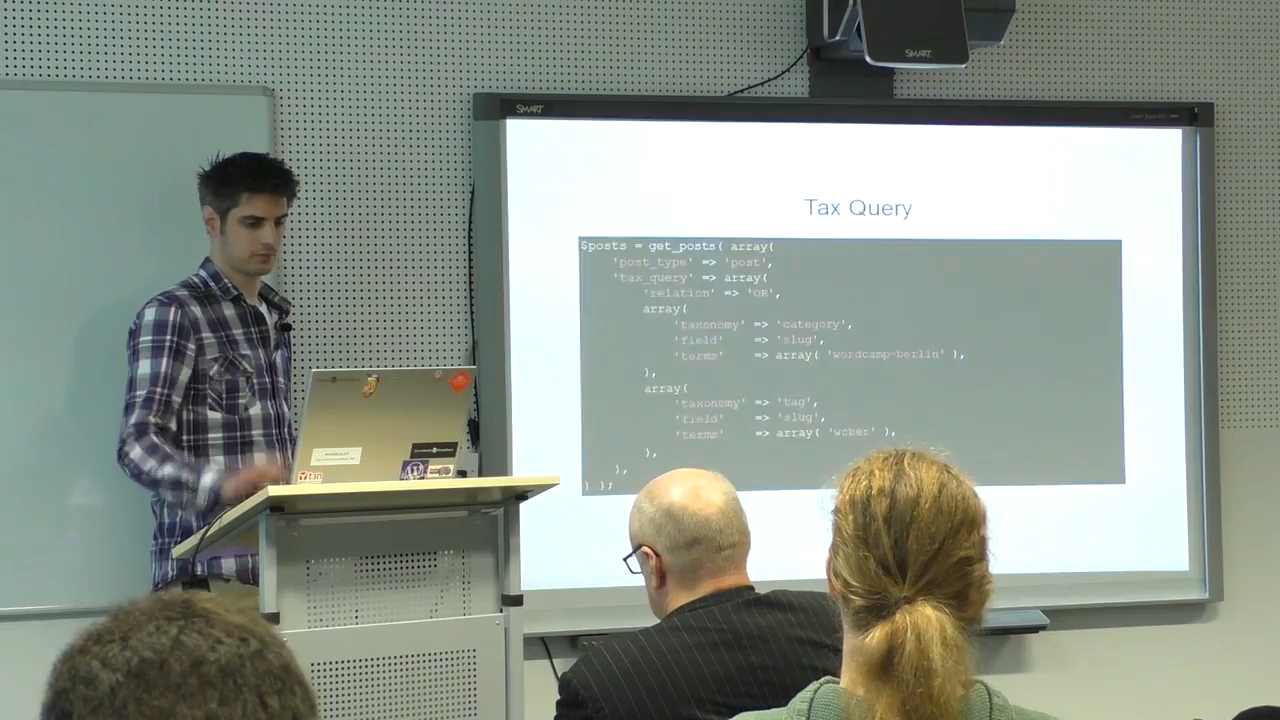 SMART
SMART
Tax Query
$posts = get_posts( array(
'post_type' => 'post',
'tax_query' => array(
'relation' => 'OR',
array(
'taxonomy' => 'category',
'field' => 'slug',
'terms' => array( 'wordcamp-berlin' ),
),
array(
'taxonomy' => 'tag',
'field' => 'slug',
'terms' => array( 'wcber' ),
),
),
) );